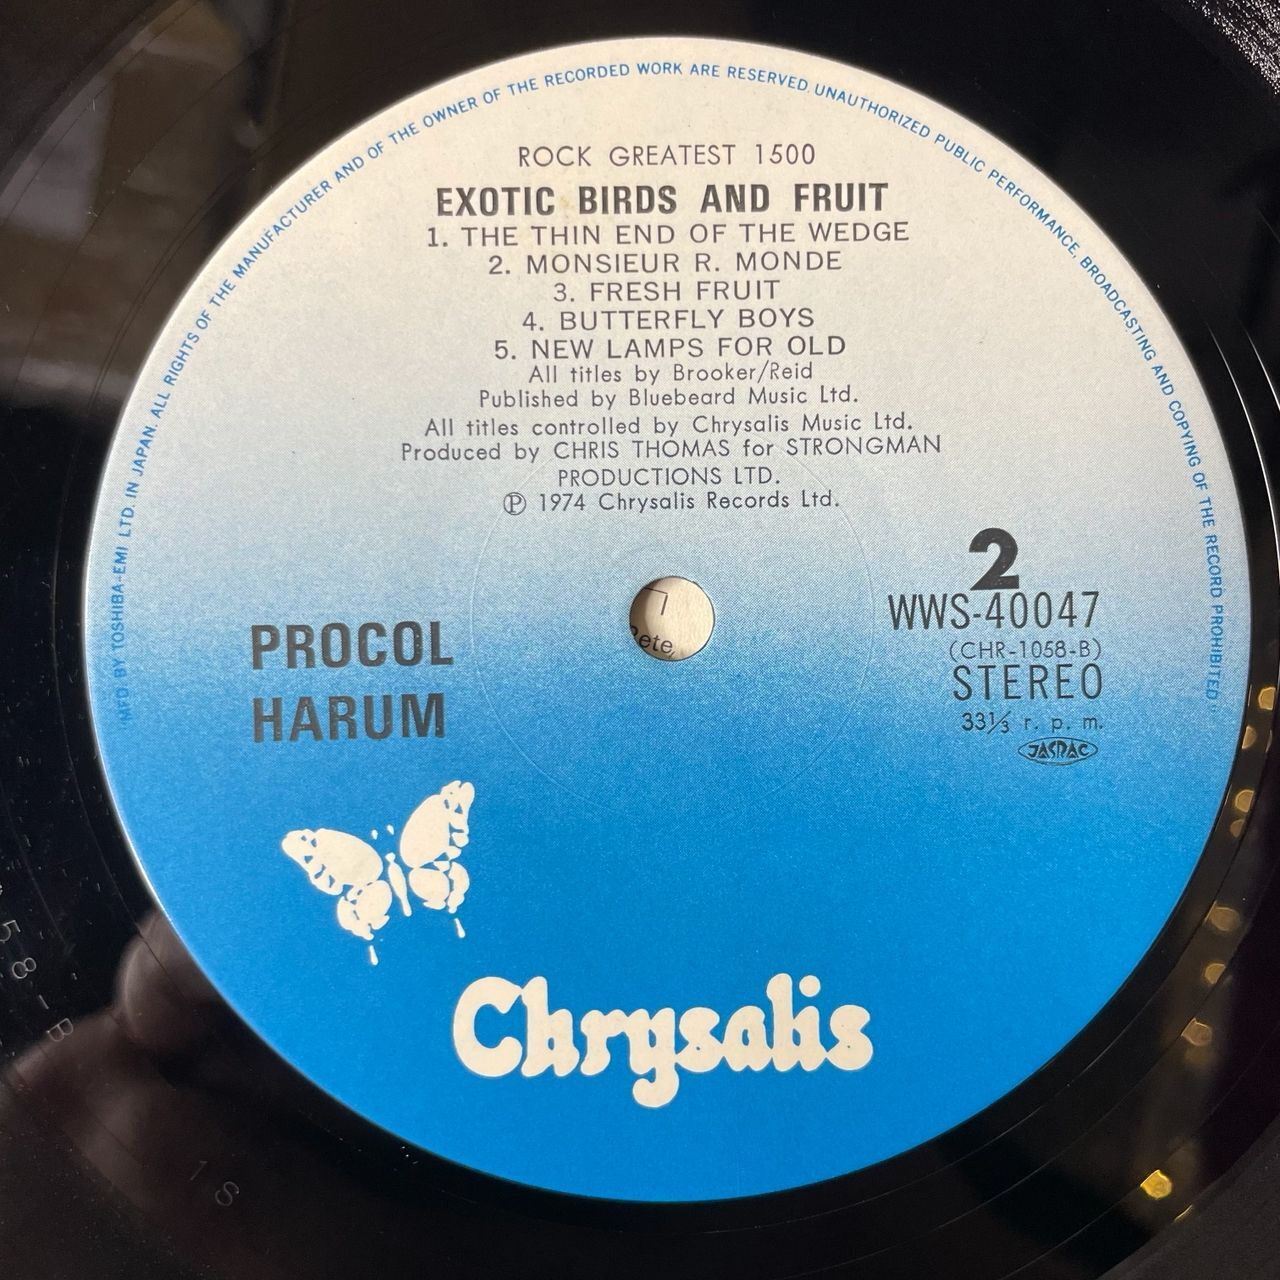 "MFD BY TOSHIBA-EMI LTD. IN JAPAN. ALL RIGHTS OF THE MANUFACTURER AND OF THE OWNER OF THE RECORDED WORK ARE RESERVED. UNAUTHORIZED PUBLIC PERFORMANCE, BROADCASTING AND COPYING OF THE RECORD PROHIBITED"
ROCK GREATEST 1500
EXOTIC BIRDS AND FRUIT
1. THE THIN END OF THE WEDGE
2. MONSIEUR R. MONDE
3. FRESH FRUIT
4. BUTTERFLY BOYS
5. NEW LAMPS FOR OLD
All titles by Brooker/Reid
Published by Bluebeard Music Ltd.
All titles controlled by Chrysalis Music Ltd.
Produced by CHRIS THOMAS for STRONGMAN
PRODUCTIONS LTD.
℗ 1974 Chrysalis Records Ltd.
2
WWS-40047
(CHR-1058-B)
STEREO
33⅓ r. p. m.
JASRAC
PROCOL
HARUM
Chrysalis
58-B
1S